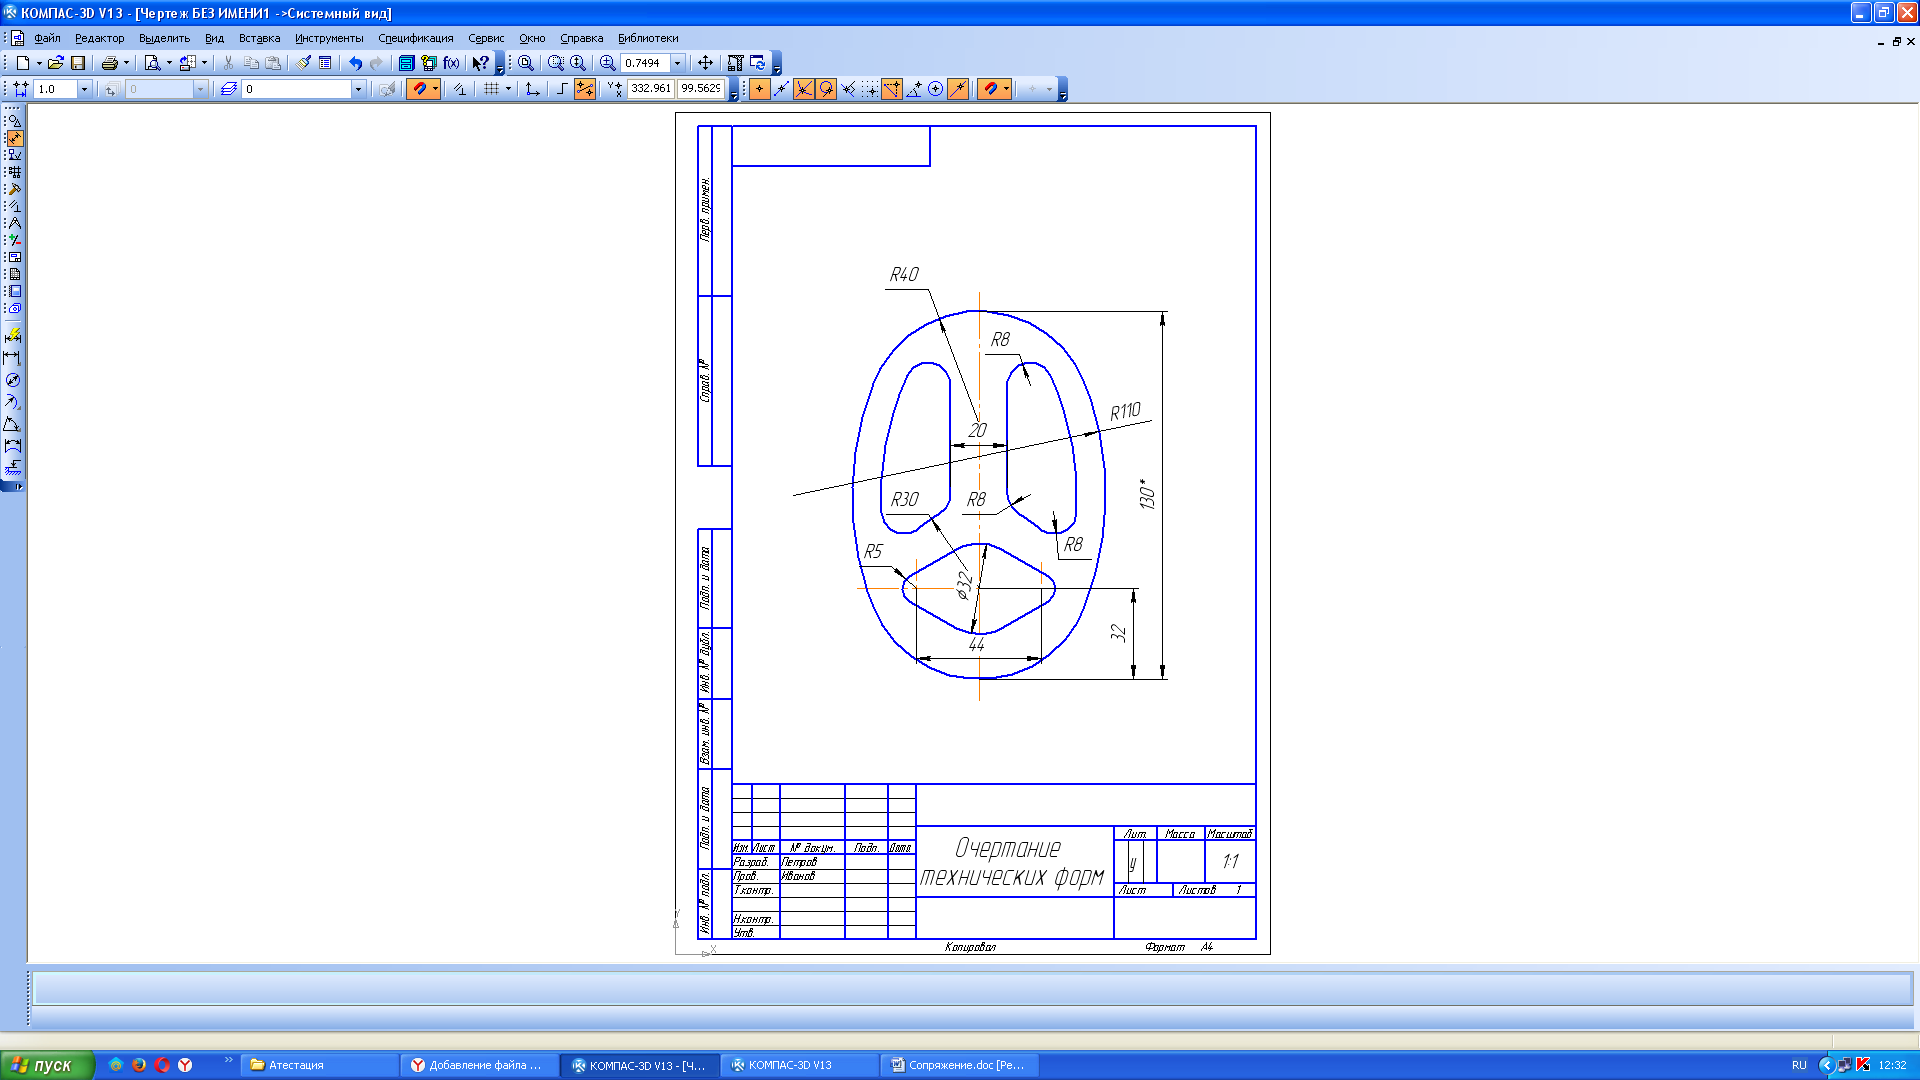 КОМПАС-3D V13 - [Чертеж БЕЗ ИМЕНИ1 ->Системный вид]
Файл Редактор Выделить Вид Вставка Инструменты Спецификация Сервис Окно Справка Библиотеки
f(x) 0.7494
1.0 0 0 332.961 99.5629
Перв. примен.
Справ. №
Подп. и дата
Инв. № дубл.
Взам. инв. №
Подп. и дата
Инв. № подл.
R40
R8
R110
20
130*
R30
R8
R8
R5
ϕ32
32
44
Изм. Лист № докум. Подп. Дата
Разраб. Петров
Пров. Иванов
Т.контр.
Н.контр.
Утв.
Очертание
технических форм
Лит. Масса Масштаб
у 1:1
Лист Листов 1
Копировал Формат А4
Y
X
пуск Атестация Добавление файла ... КОМПАС-3D V13 - [Ч... КОМПАС-3D V13 Сопряжение.doc [Ре... RU 12:32